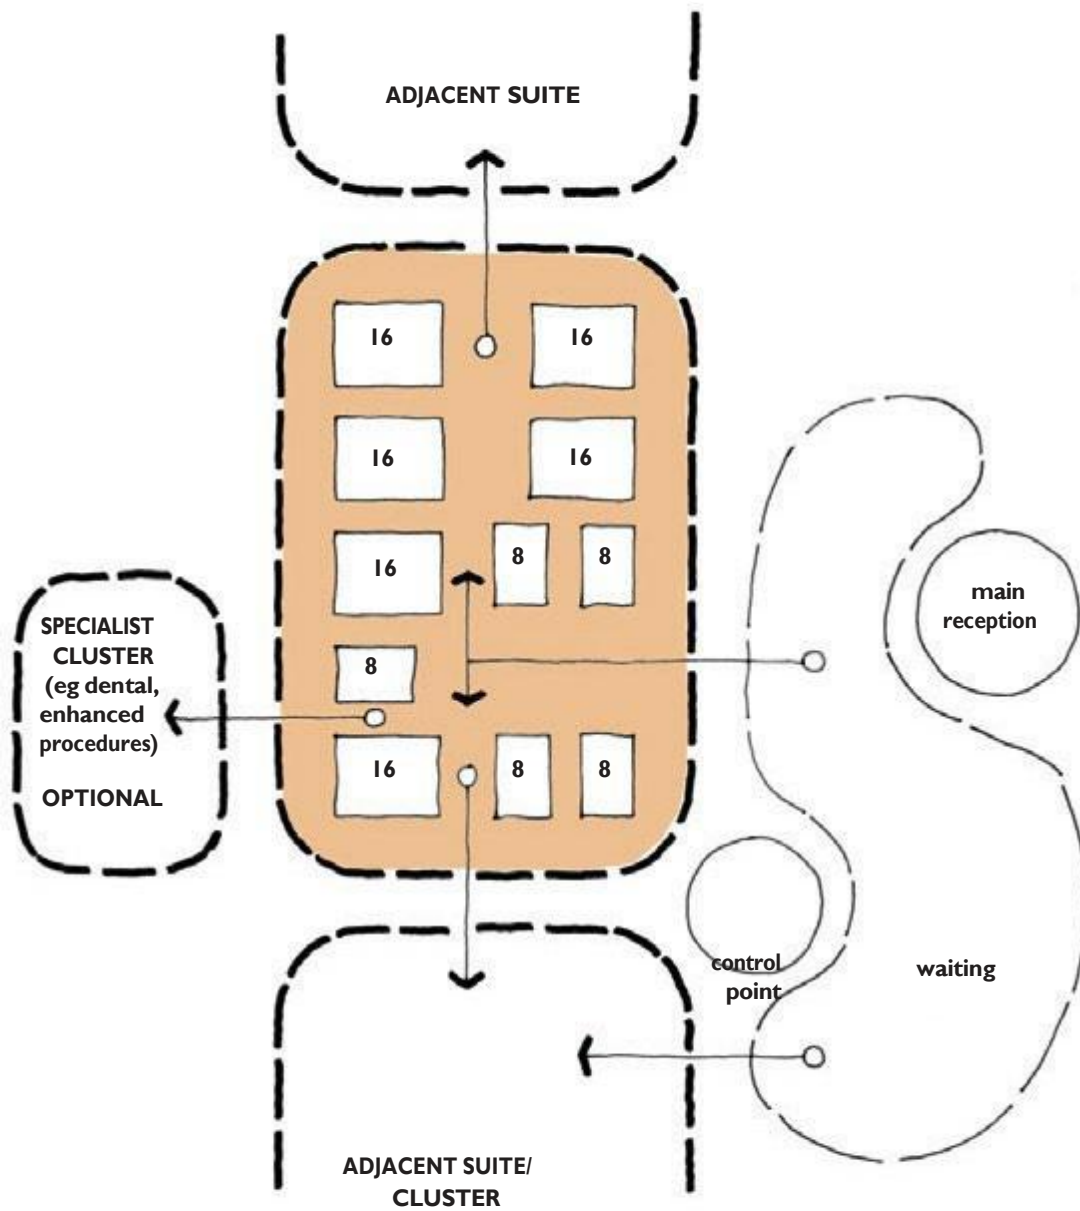 ADJACENT SUITE
16
16
16
16
16
8
8
SPECIALIST
CLUSTER
(eg dental,
enhanced
procedures)
OPTIONAL
8
16
8
8
main
reception
control
point
waiting
ADJACENT SUITE/
CLUSTER